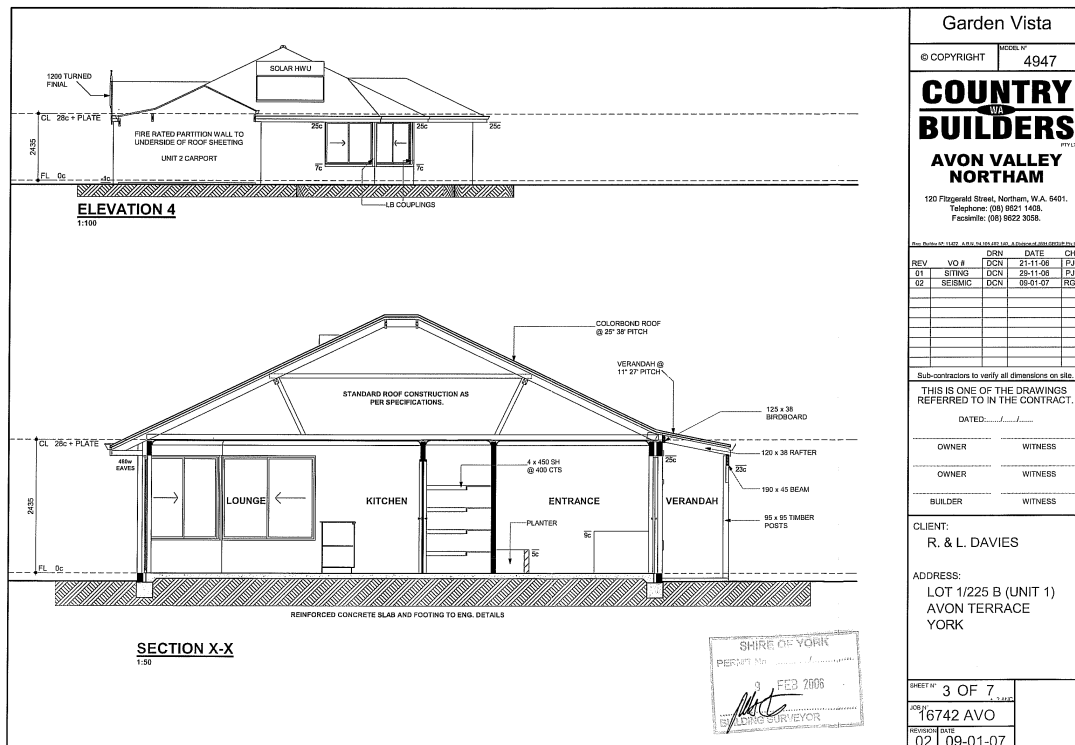 1200 TURNED
FINIAL
SOLAR HWU
CL 28c + PLATE
2435
FIRE RATED PARTITION WALL TO
UNDERSIDE OF ROOF SHEETING
UNIT 2 CARPORT
25c
25c
25c
7c
7c
FL 0c
-1c
LB COUPLINGS
ELEVATION 4
1:100
COLORBOND ROOF
@ 25° 38' PITCH
VERANDAH @
11° 27' PITCH
STANDARD ROOF CONSTRUCTION AS
PER SPECIFICATIONS.
125 x 38
BIRDBOARD
CL 28c + PLATE
480w
EAVES
120 x 38 RAFTER
25c
23c
4 x 450 SH
@ 400 CTS
190 x 45 BEAM
LOUNGE
KITCHEN
ENTRANCE
VERANDAH
2435
PLANTER
95 x 95 TIMBER
POSTS
9c
5c
FL 0c
REINFORCED CONCRETE SLAB AND FOOTING TO ENG. DETAILS
SECTION X-X
1:50
SHIRE OF YORK
PERMIT No. ........../..........
9 FEB 2006
BUILDING SURVEYOR
Garden Vista
© COPYRIGHT
MODEL N°
4947
COUNTRY
WA
BUILDERS
PTY L
AVON VALLEY
NORTHAM
120 Fitzgerald Street, Northam, W.A. 6401.
Telephone: (08) 9621 1408.
Facsimile: (08) 9622 3058.
DRN DATE CH
REV VO # DCN 21-11-06 PJ
01 SITING DCN 29-11-06 PJ
02 SEISMIC DCN 09-01-07 RG
Sub-contractors to verify all dimensions on site.
THIS IS ONE OF THE DRAWINGS
REFERRED TO IN THE CONTRACT.
DATED:....../....../......
OWNER WITNESS
OWNER WITNESS
BUILDER WITNESS
CLIENT:
R. & L. DAVIES
ADDRESS:
LOT 1/225 B (UNIT 1)
AVON TERRACE
YORK
SHEET N° 3 OF 7
JOB N°
16742 AVO
REVISION DATE
02 09-01-07